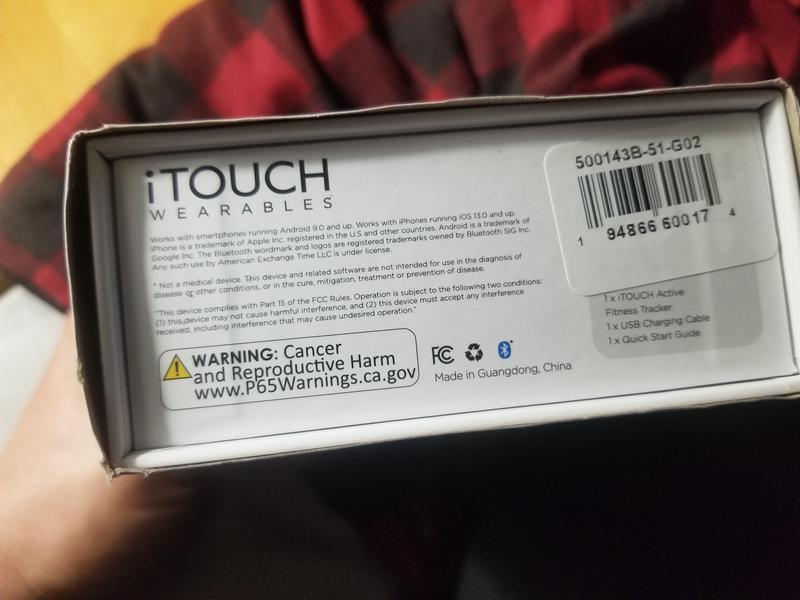 iTOUCH
WEARABLES
Works with smartphones running Android 9.0 and up. Works with iPhones running iOS 13.0 and up.
iPhone is a trademark of Apple Inc. registered in the U.S and other countries. Android is a trademark of
Google Inc. The Bluetooth wordmark and logos are registered trademarks owned by Bluetooth SIG Inc.
Any such use by American Exchange Time LLC is under license.
* Not a medical device. This device and related software are not intended for use in the diagnosis of
disease or other conditions, or in the cure, mitigation, treatment or prevention of disease.
"This device complies with Part 15 of the FCC Rules. Operation is subject to the following two conditions:
(1) this device may not cause harmful interference, and (2) this device must accept any interference
received, including interference that may cause undesired operation."
WARNING: Cancer
and Reproductive Harm
www.P65Warnings.ca.gov
FC
Made in Guangdong, China
500143B-51-G02
1 94866 60017 4
1 x iTOUCH Active
Fitness Tracker
1 x USB Charging Cable
1 x Quick Start Guide